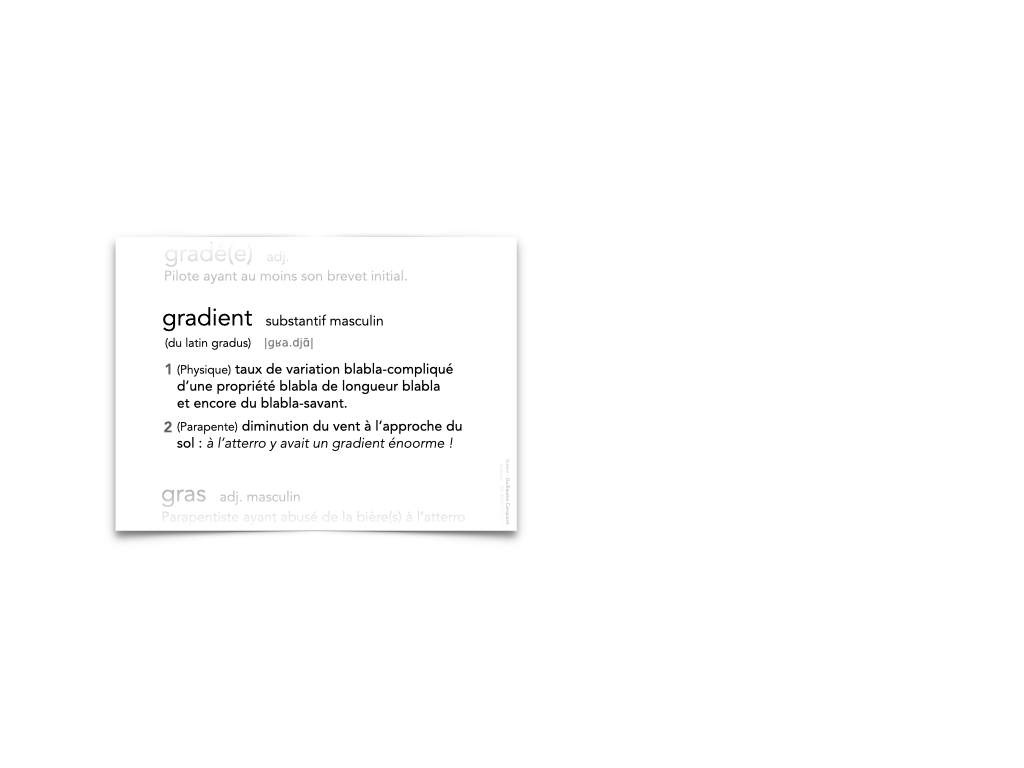 gradé(e) adj.
Pilote ayant au moins son brevet initial.
gradient substantif masculin
(du latin gradus) |gʁa.djɑ̃|
1 (Physique) taux de variation blabla-compliqué
d’une propriété blabla de longueur blabla
et encore du blabla-savant.
2 (Parapente) diminution du vent à l’approche du
sol : à l’atterro y avait un gradient énoorme !
gras adj. masculin
Parapentiste ayant abusé de la bière(s) à l’atterro